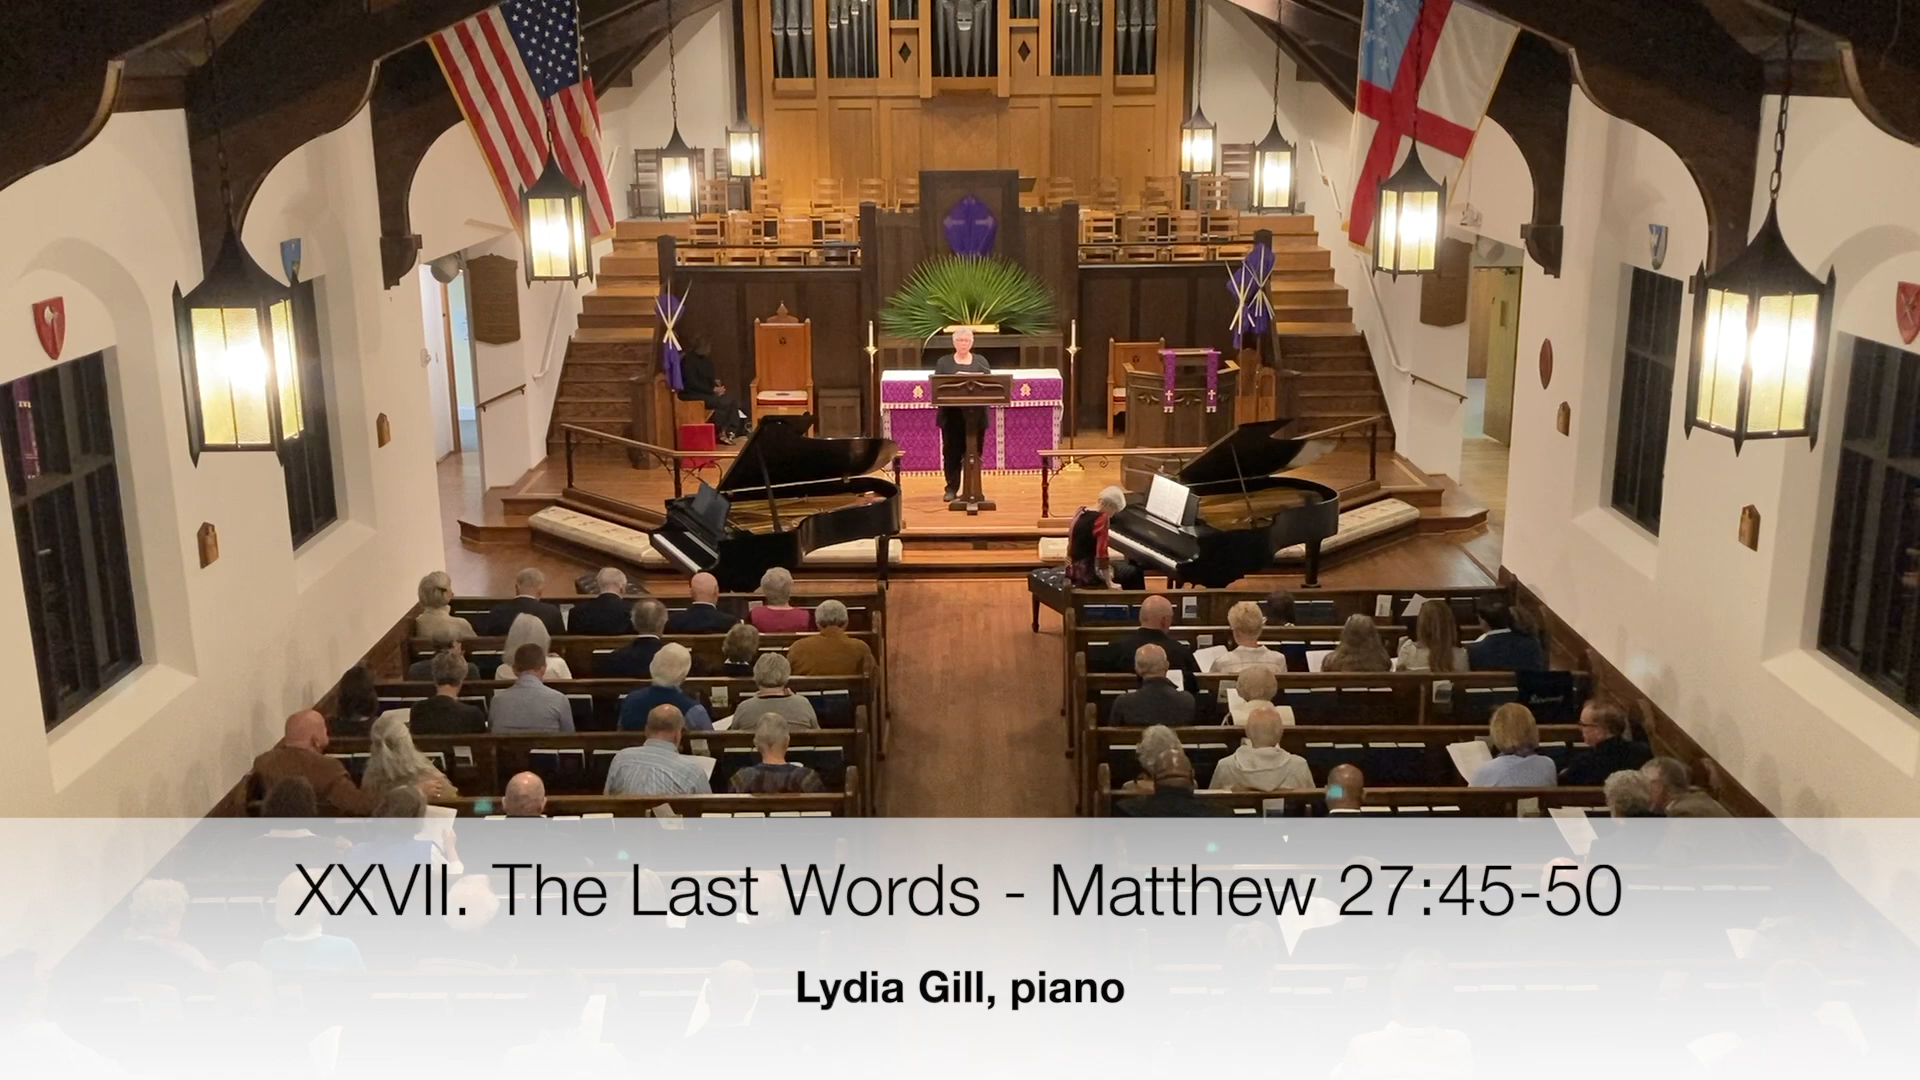 XXVII. The Last Words - Matthew 27:45-50
Lydia Gill, piano